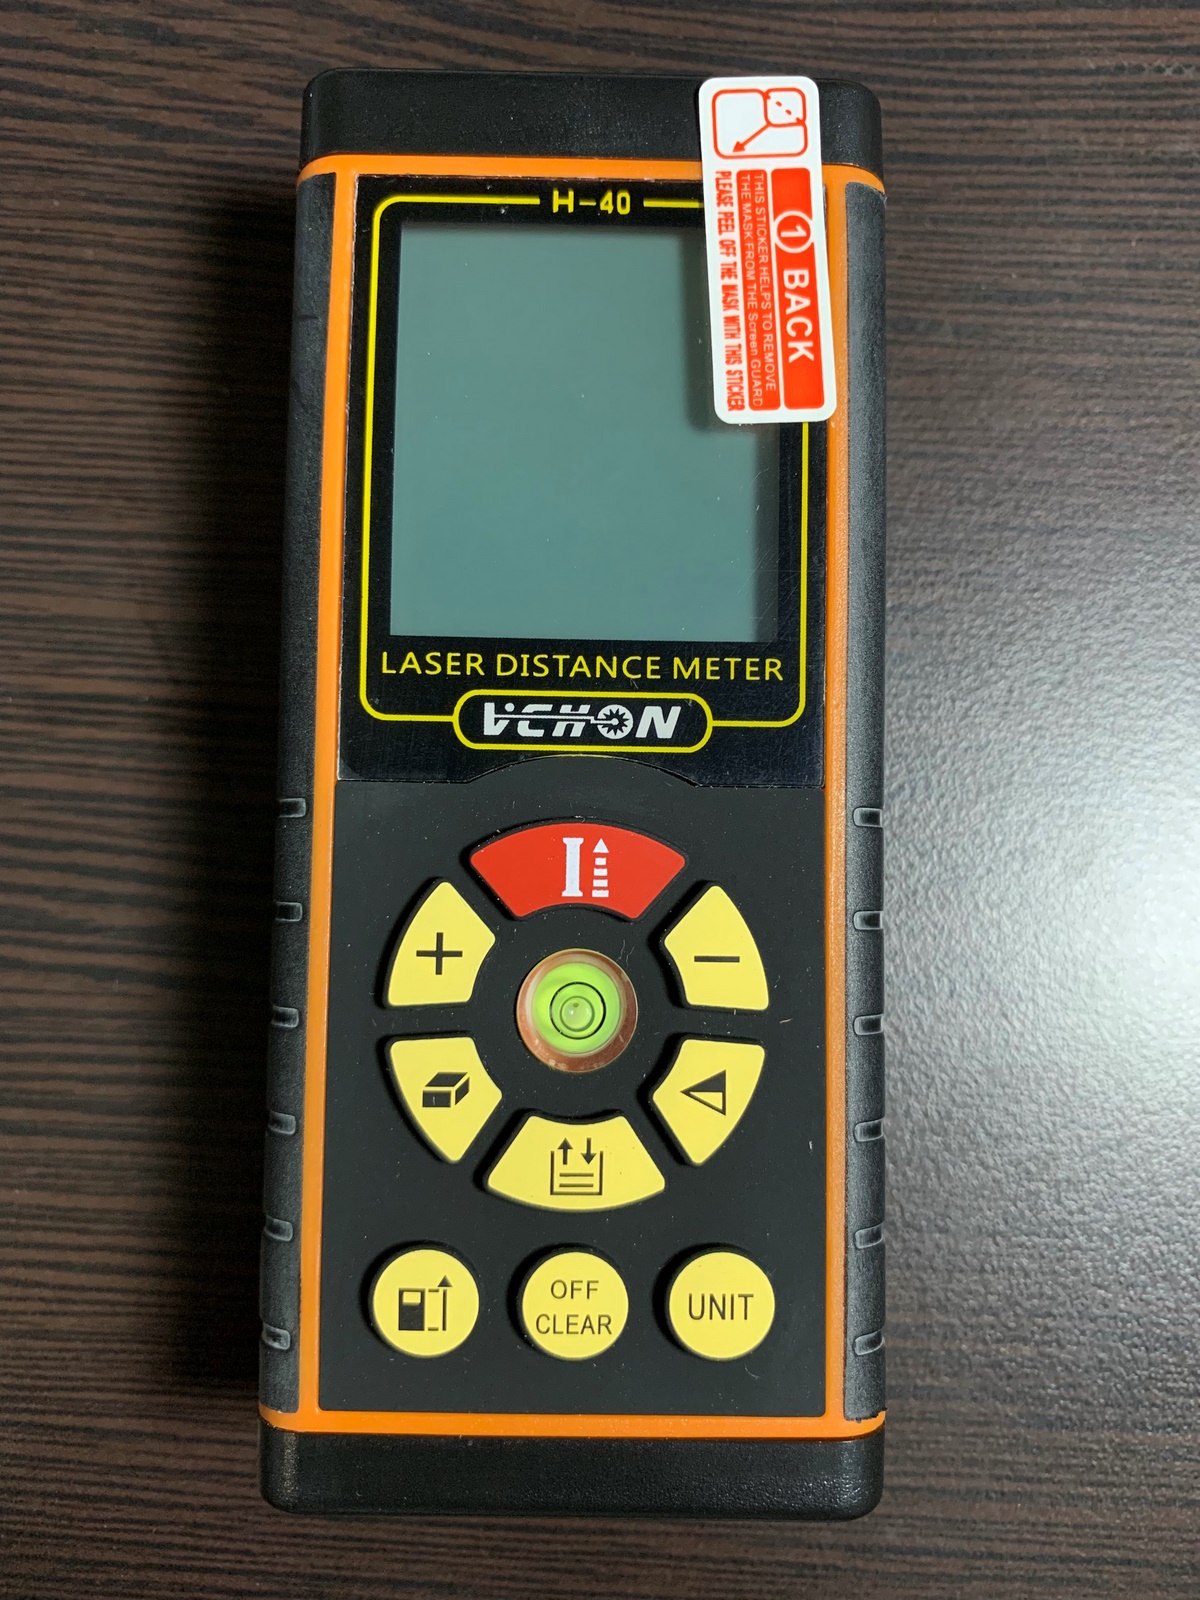 H-40
① BACK
THIS STICKER HELPS TO REMOVE
THE MASK FROM THE Screen GUARD
PLEASE PEEL OFF THE MASK WITH THIS STICKER
LASER DISTANCE METER
VCHON
+
−
OFF
CLEAR
UNIT